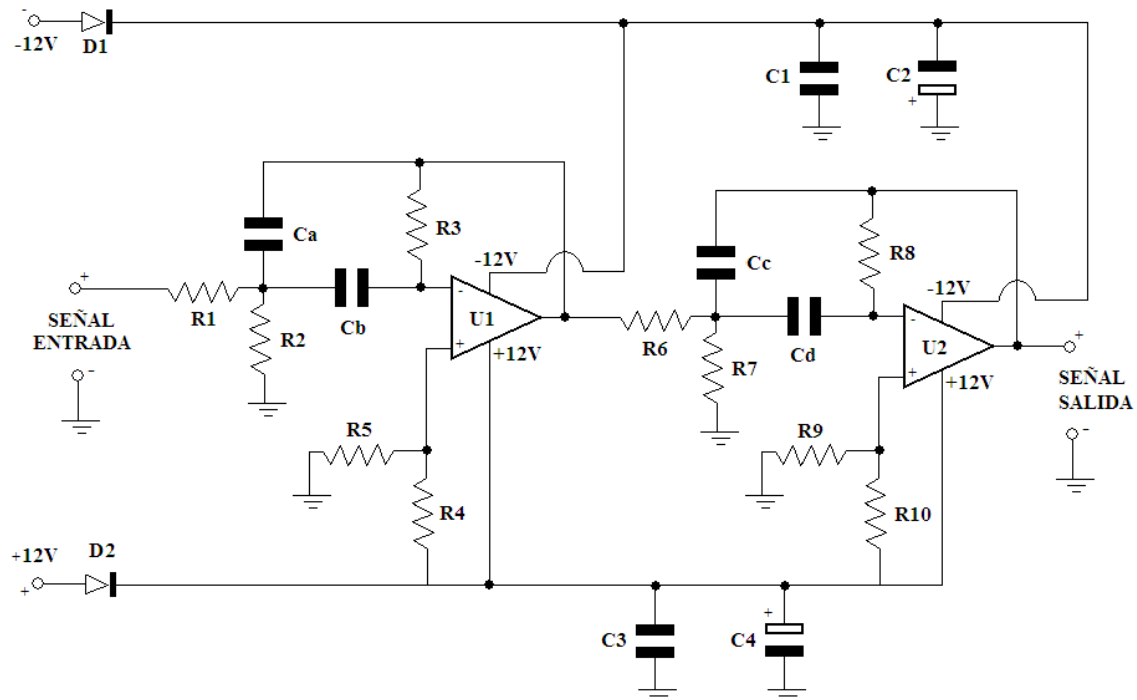 -
-12V
D1
C1
C2
+
Ca
R3
-12V
+
SEÑAL
ENTRADA
R1
R2
Cb
-
U1
+
+12V
-
R5
R4
Cc
R8
-12V
R6
R7
Cd
-
U2
+
+12V
+
SEÑAL
SALIDA
-
R9
R10
+12V
+
D2
C3
+
C4